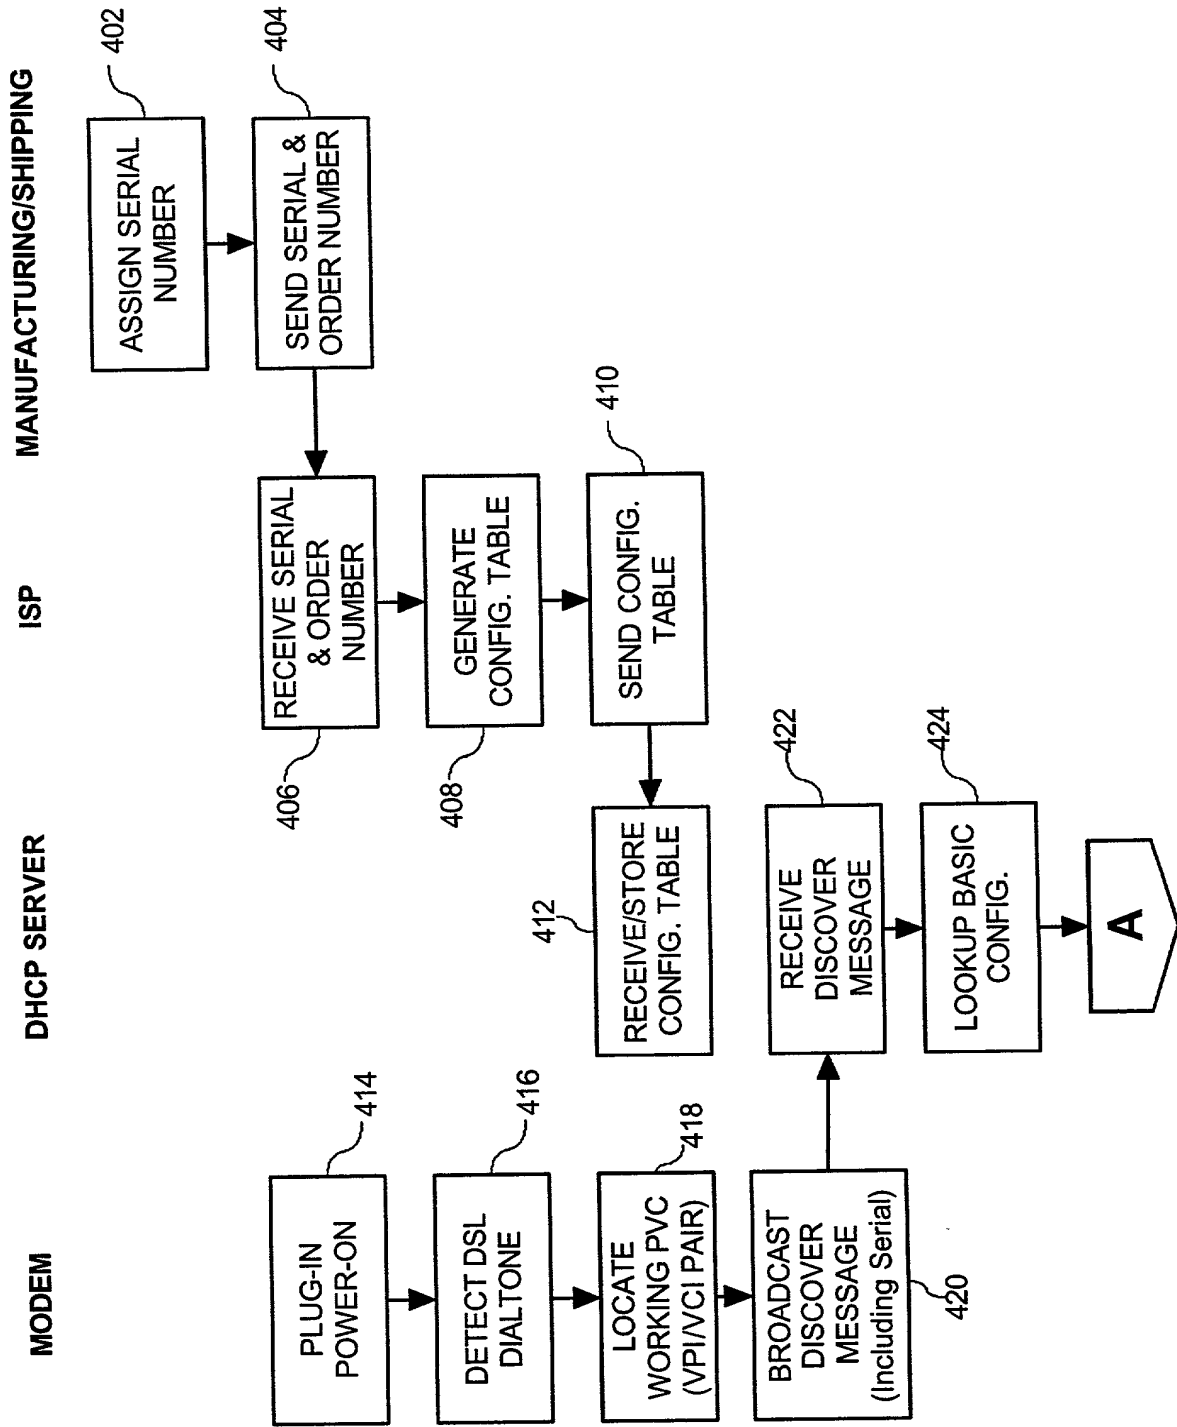 MODEM
DHCP SERVER
ISP
MANUFACTURING/SHIPPING
ASSIGN SERIAL
NUMBER
402
SEND SERIAL &
ORDER NUMBER
404
RECEIVE SERIAL
& ORDER
NUMBER
406
GENERATE
CONFIG. TABLE
408
SEND CONFIG.
TABLE
410
RECEIVE/STORE
CONFIG. TABLE
412
PLUG-IN
POWER-ON
414
DETECT DSL
DIALTONE
416
LOCATE
WORKING PVC
(VPI/VCI PAIR)
418
BROADCAST
DISCOVER
MESSAGE
(Including Serial)
420
RECEIVE
DISCOVER
MESSAGE
422
LOOKUP BASIC
CONFIG.
424
A